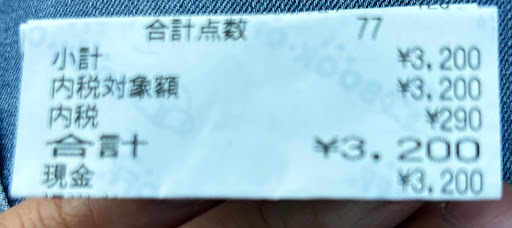 合計点数 77
小計 ¥3,200
内税対象額 ¥3,200
内税 ¥290
合計 ¥3,200
現金 ¥3,200